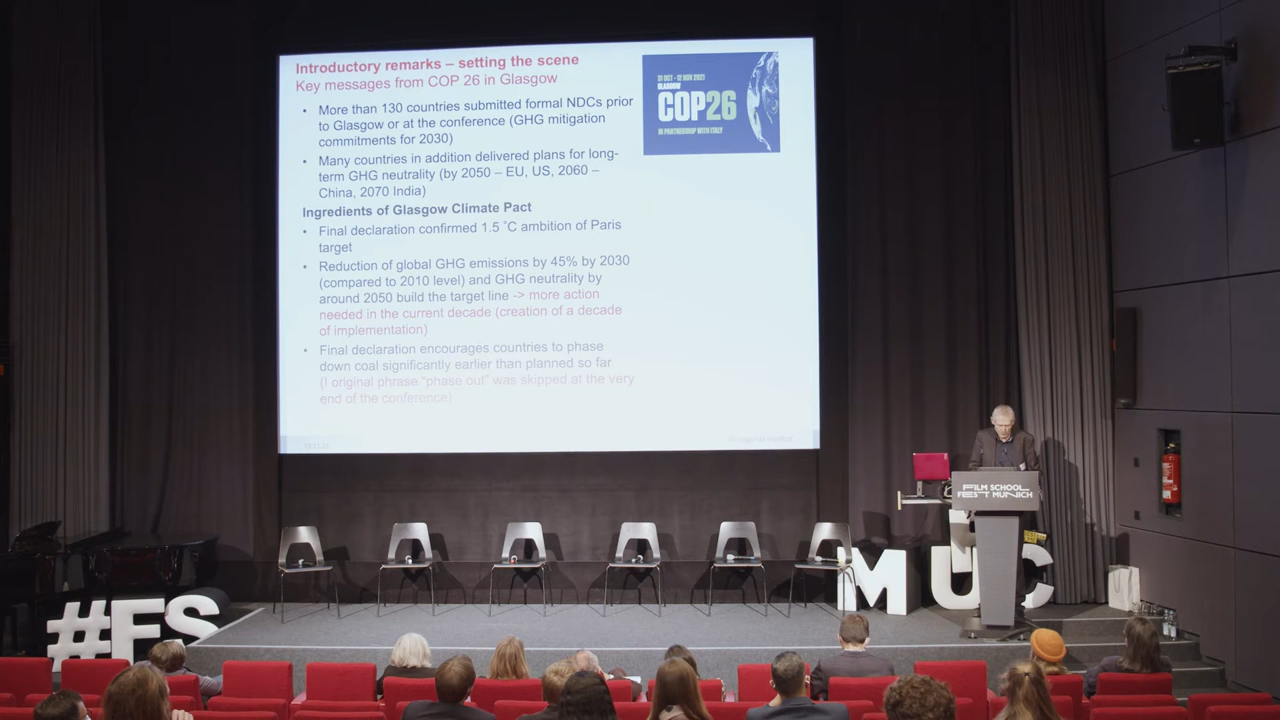 Introductory remarks – setting the scene
Key messages from COP 26 in Glasgow
• More than 130 countries submitted formal NDCs prior
to Glasgow or at the conference (GHG mitigation
commitments for 2030)
• Many countries in addition delivered plans for long-
term GHG neutrality (by 2050 – EU, US, 2060 –
China, 2070 India)
Ingredients of Glasgow Climate Pact
• Final declaration confirmed 1.5 ˚C ambition of Paris
target
• Reduction of global GHG emissions by 45% by 2030
(compared to 2010 level) and GHG neutrality by
around 2050 build the target line -> more action
needed in the current decade (creation of a decade
of implementation)
• Final declaration encourages countries to phase
down coal significantly earlier than planned so far
(I original phrase “phase out” was skipped at the very
end of the conference)
31 OCT - 12 NOV 2021
GLASGOW
COP26
IN PARTNERSHIP WITH ITALY
FILM SCHOOL
FEST MUNICH
#FS
MUC